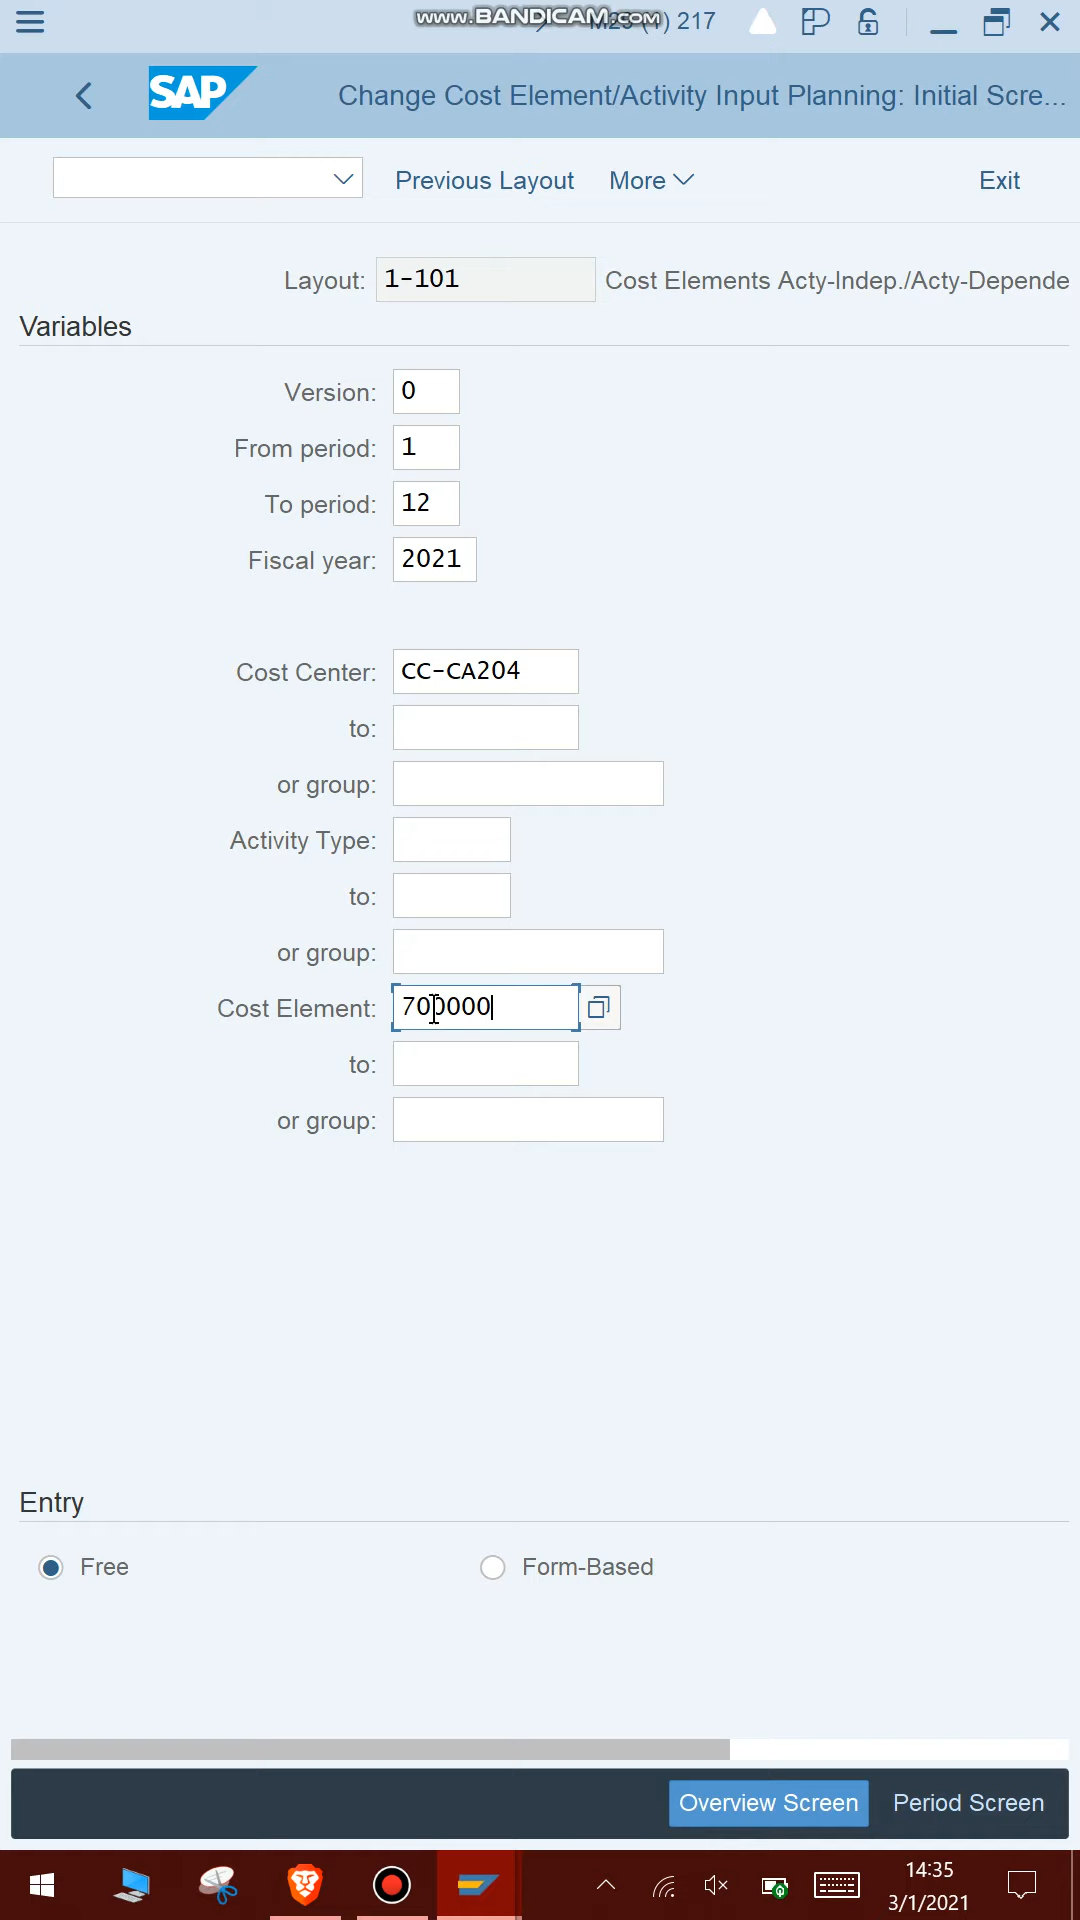 www.BANDICAM.com
(1) 217
SAP
Change Cost Element/Activity Input Planning: Initial Scre...
Previous Layout
More
Exit
Layout: 1-101 Cost Elements Acty-Indep./Acty-Depende
Variables
Version: 0
From period: 1
To period: 12
Fiscal year: 2021
Cost Center: CC-CA204
to:
or group:
Activity Type:
to:
or group:
Cost Element: 700000
to:
or group:
Entry
Free
Form-Based
Overview Screen
Period Screen
14:35
3/1/2021